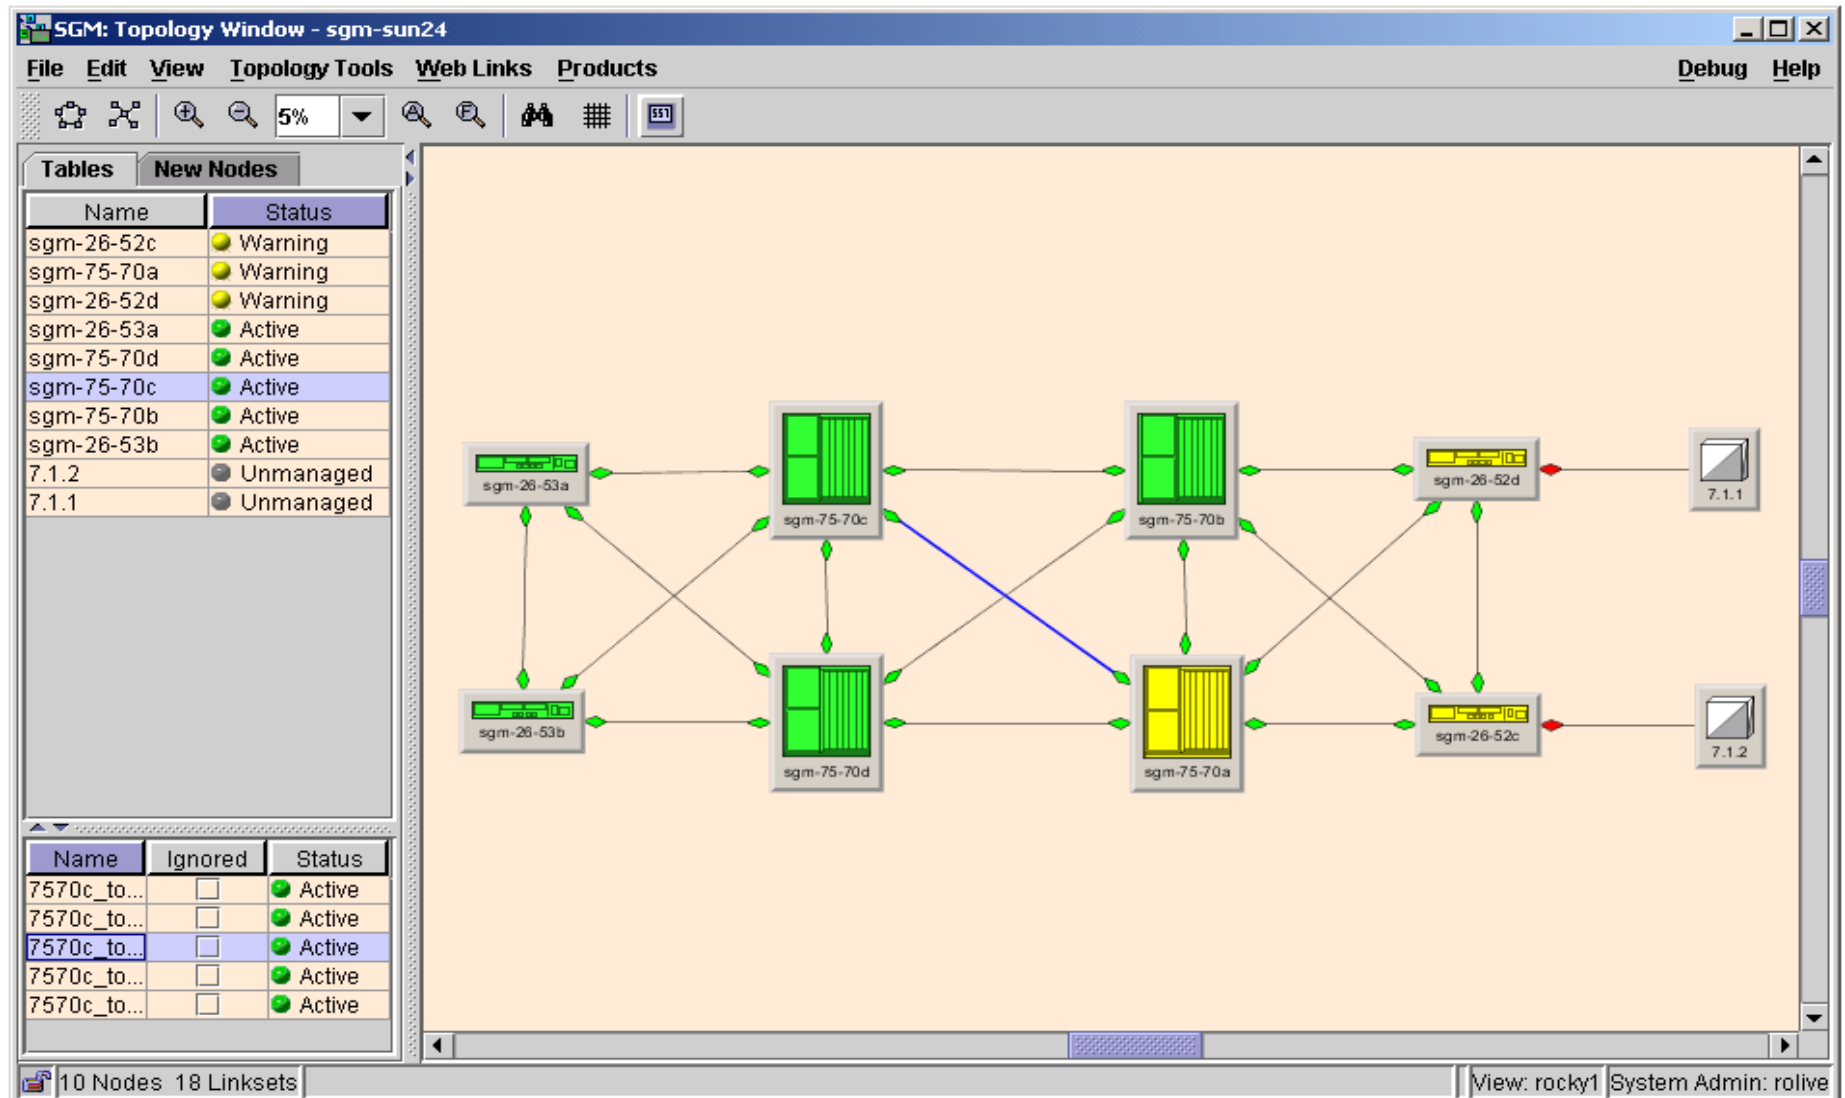 SGM: Topology Window - sgm-sun24
File Edit View Topology Tools Web Links Products Debug Help
5%
SS7
Tables New Nodes
Name Status
sgm-26-52c Warning
sgm-75-70a Warning
sgm-26-52d Warning
sgm-26-53a Active
sgm-75-70d Active
sgm-75-70c Active
sgm-75-70b Active
sgm-26-53b Active
7.1.2 Unmanaged
7.1.1 Unmanaged
Name Ignored Status
7570c_to... Active
7570c_to... Active
7570c_to... Active
7570c_to... Active
7570c_to... Active
sgm-26-53a
sgm-75-70c
sgm-75-70b
sgm-26-52d
7.1.1
sgm-26-53b
sgm-75-70d
sgm-75-70a
sgm-26-52c
7.1.2
10 Nodes 18 Linksets
View: rocky1 System Admin: rolive